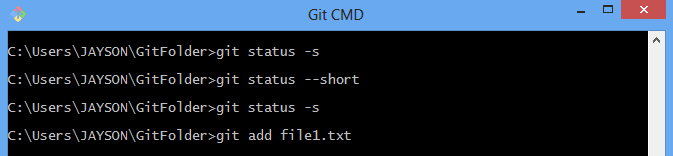 Git CMD
C:\Users\JAYSON\GitFolder>git status -s
C:\Users\JAYSON\GitFolder>git status --short
C:\Users\JAYSON\GitFolder>git status -s
C:\Users\JAYSON\GitFolder>git add file1.txt